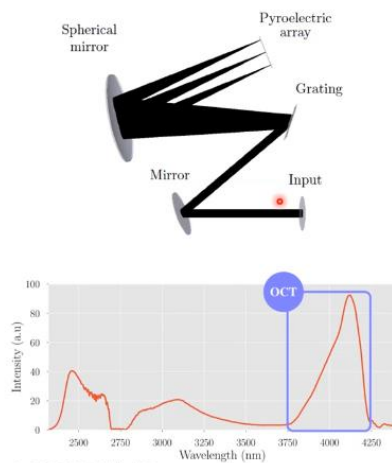 Pyroelectric
array
Spherical
mirror
Grating
Mirror
Input
OCT
100
80
60
40
20
0
Intensity (a.u)
2500
2750
3000
3250
3500
3750
4000
4250
Wavelength (nm)